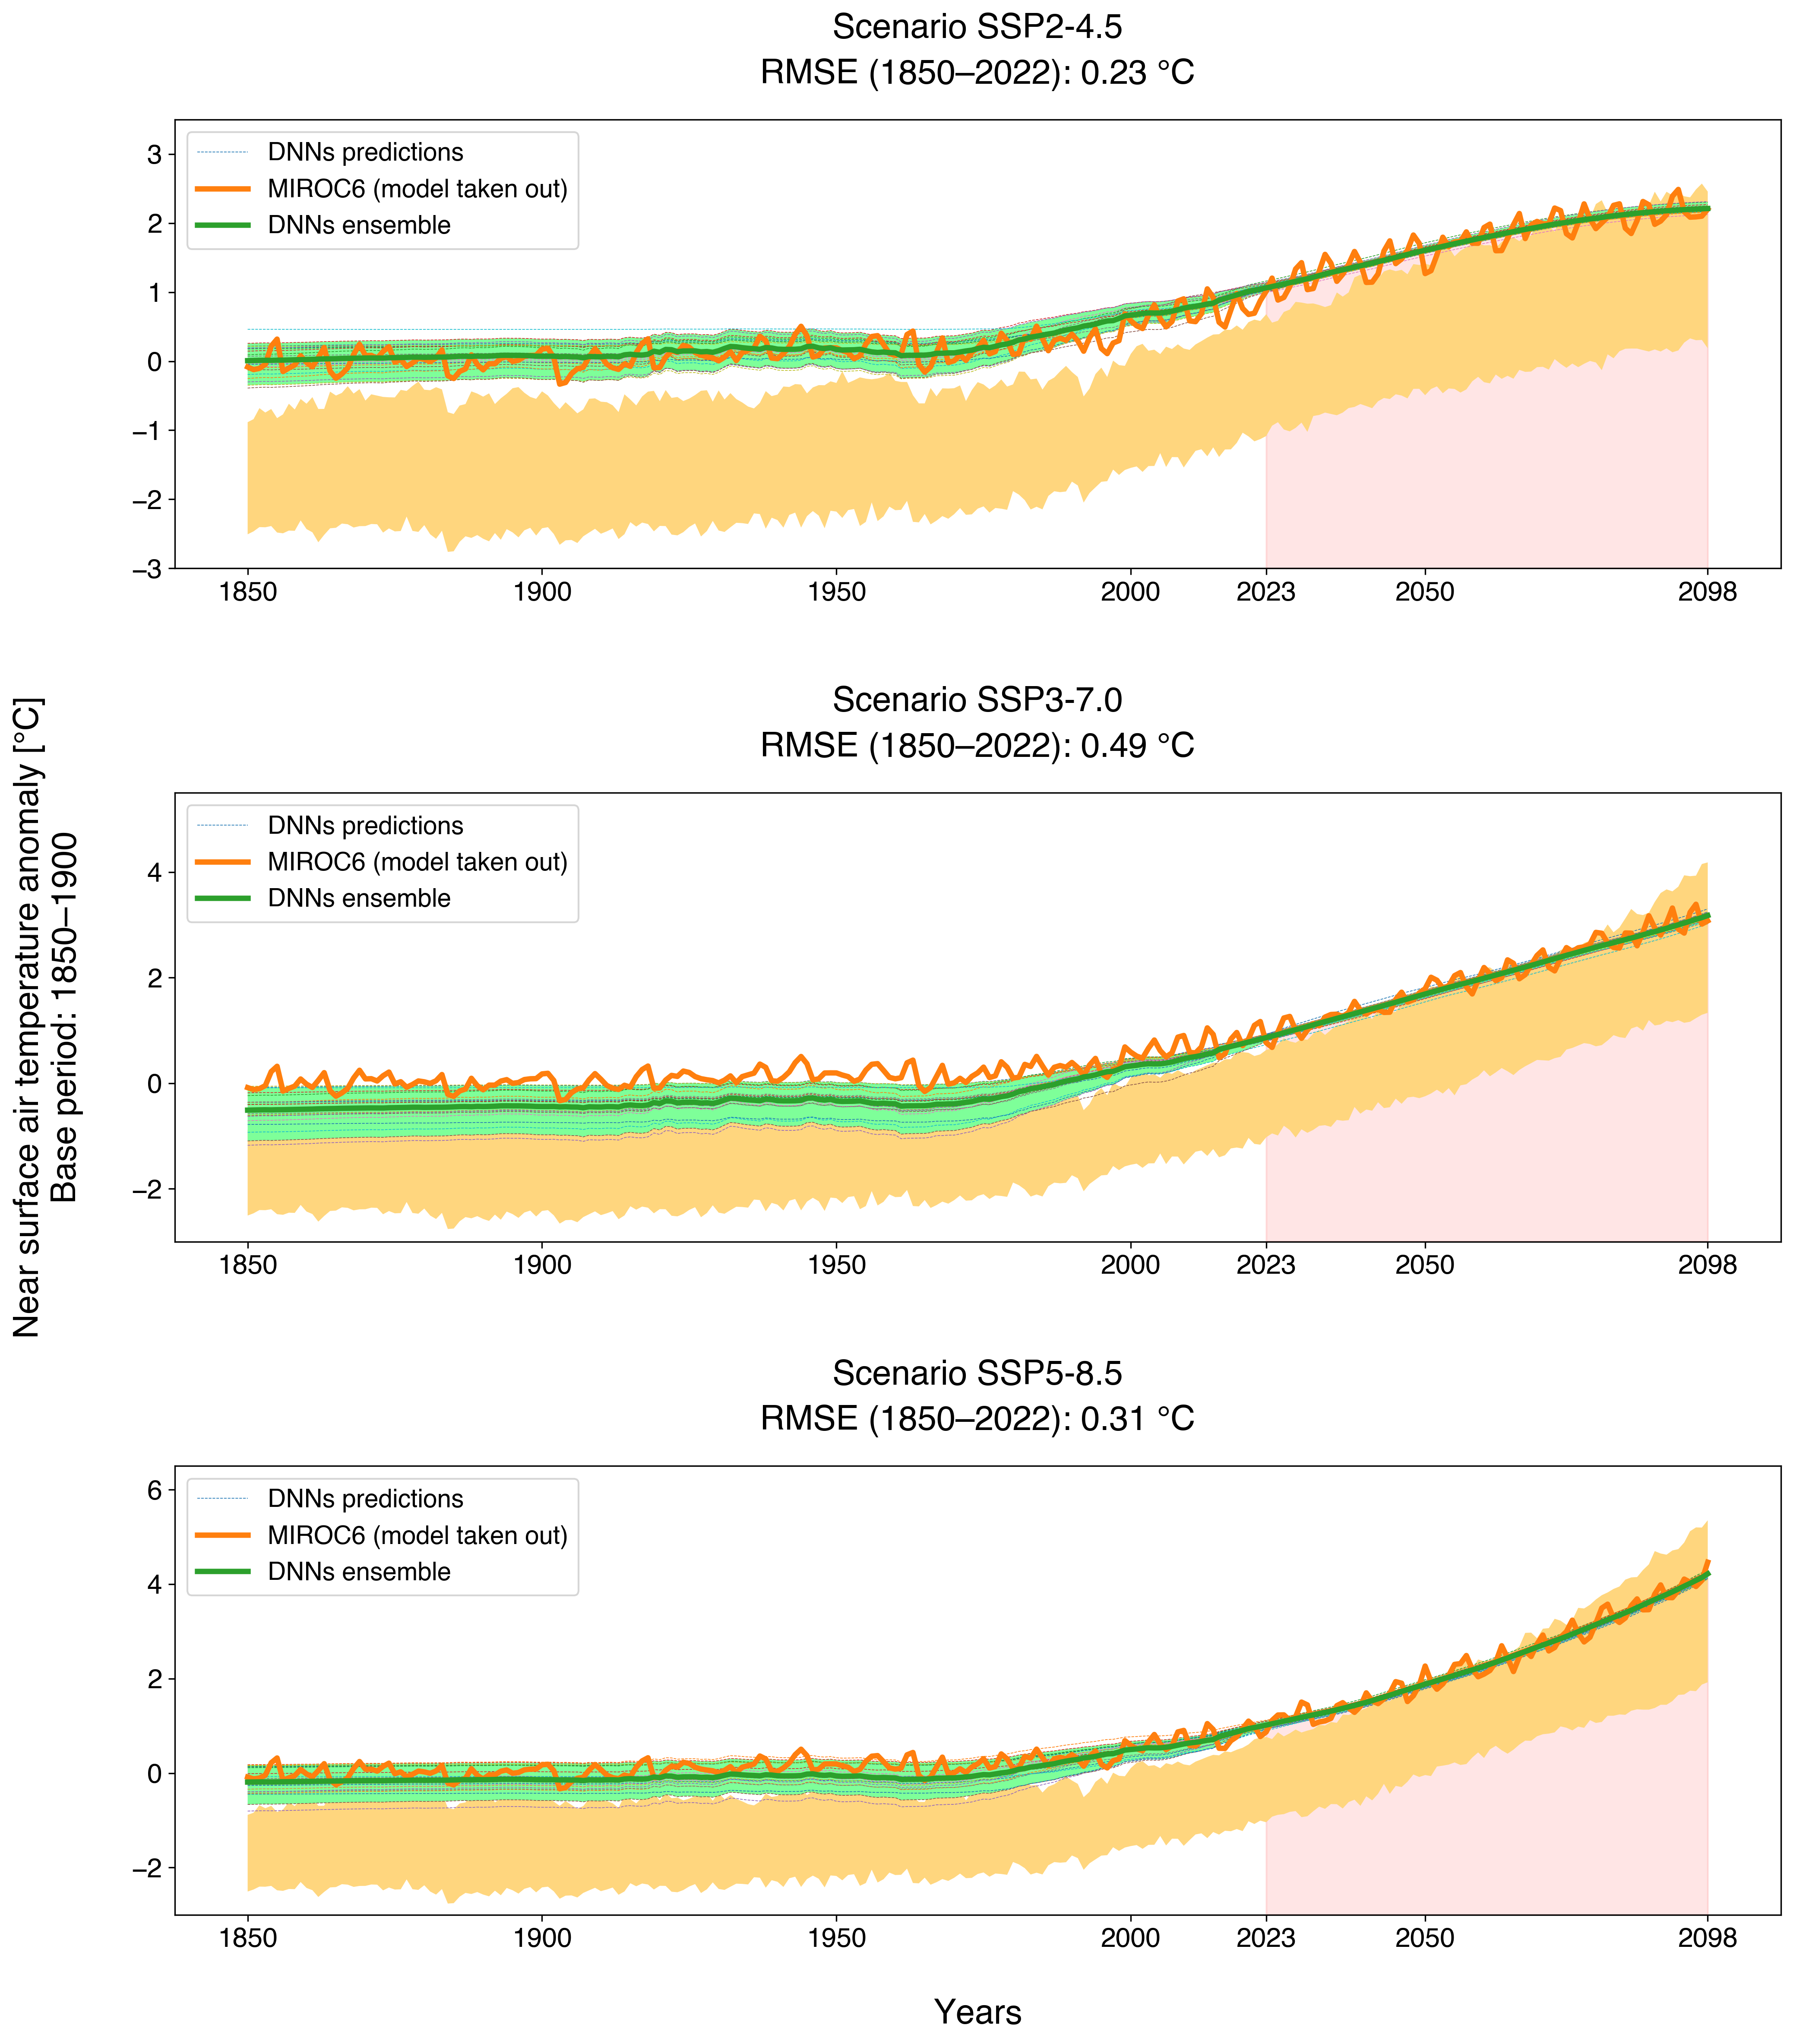 Scenario SSP2-4.5
RMSE (1850–2022): 0.23 °C
DNNs predictions
MIROC6 (model taken out)
DNNs ensemble
3
2
1
0
−1
−2
−3
1850 1900 1950 2000 2023 2050 2098
Near surface air temperature anomaly [°C]
Base period: 1850–1900
Scenario SSP3-7.0
RMSE (1850–2022): 0.49 °C
DNNs predictions
MIROC6 (model taken out)
DNNs ensemble
4
2
0
−2
1850 1900 1950 2000 2023 2050 2098
Scenario SSP5-8.5
RMSE (1850–2022): 0.31 °C
DNNs predictions
MIROC6 (model taken out)
DNNs ensemble
6
4
2
0
−2
1850 1900 1950 2000 2023 2050 2098
Years